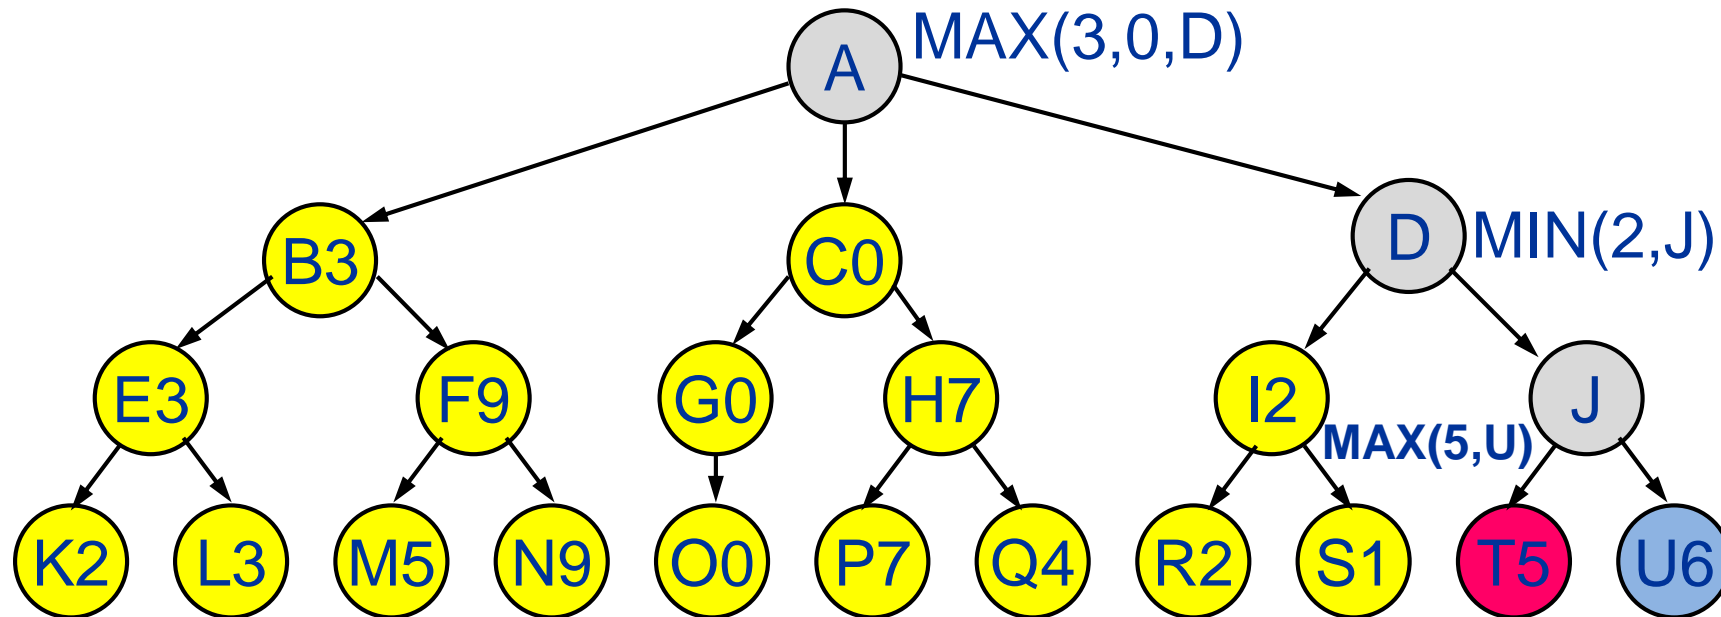 A MAX(3,0,D)
B3 C0 D MIN(2,J)
E3 F9 G0 H7 I2 J
MAX(5,U)
K2 L3 M5 N9 O0 P7 Q4 R2 S1 T5 U6